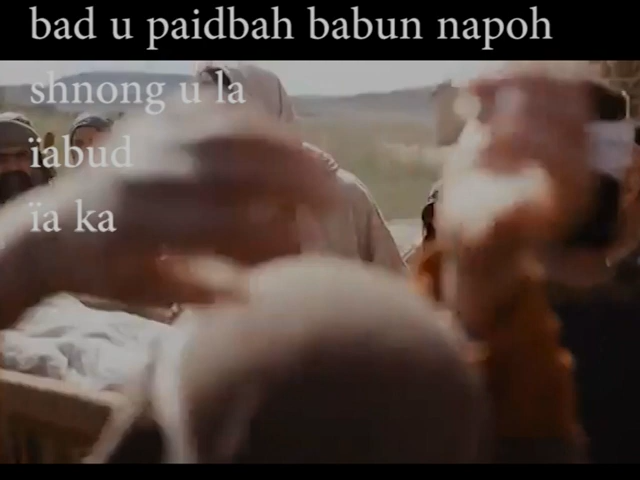 bad u paidbah babun napoh
shnong u la
ïabud
ïa ka